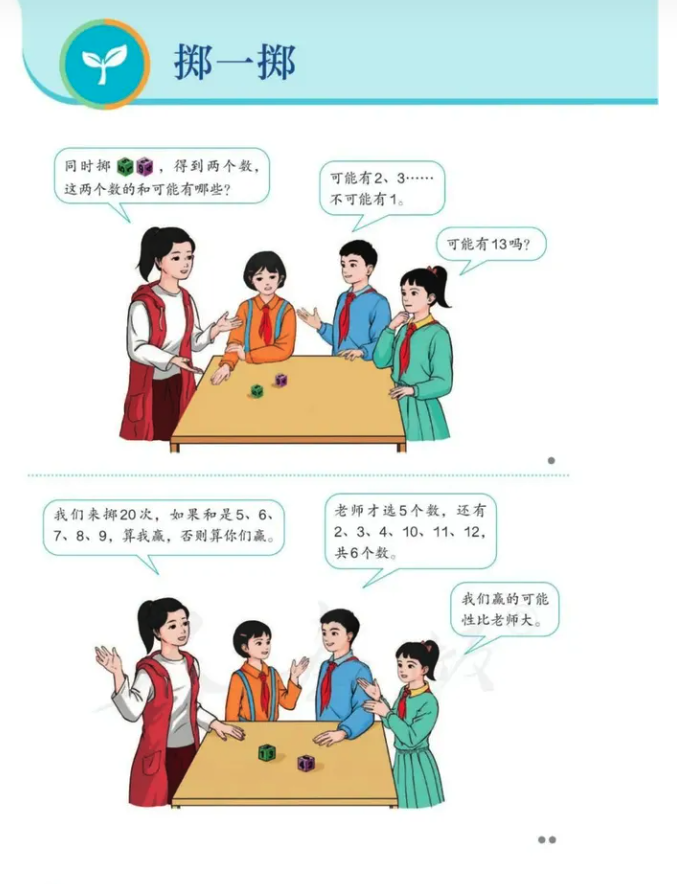 掷一掷
同时掷，得到两个数，
这两个数的和可能有哪些？
可能有2、3……
不可能有1。
可能有13吗？
我们来掷20次，如果和是5、6、
7、8、9，算我赢，否则算你们赢。
老师才选5个数，还有
2、3、4、10、11、12，
共6个数。
我们赢的可能
性比老师大。